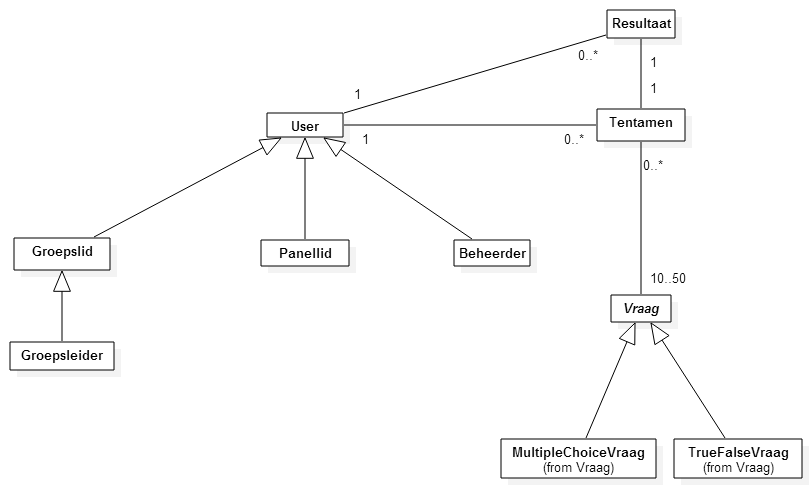 Resultaat
0..*
1
1
1
User
Tentamen
1
0..*
0..*
Groepslid
Panellid
Beheerder
10..50
Vraag
Groepsleider
MultipleChoiceVraag
(from Vraag)
TrueFalseVraag
(from Vraag)